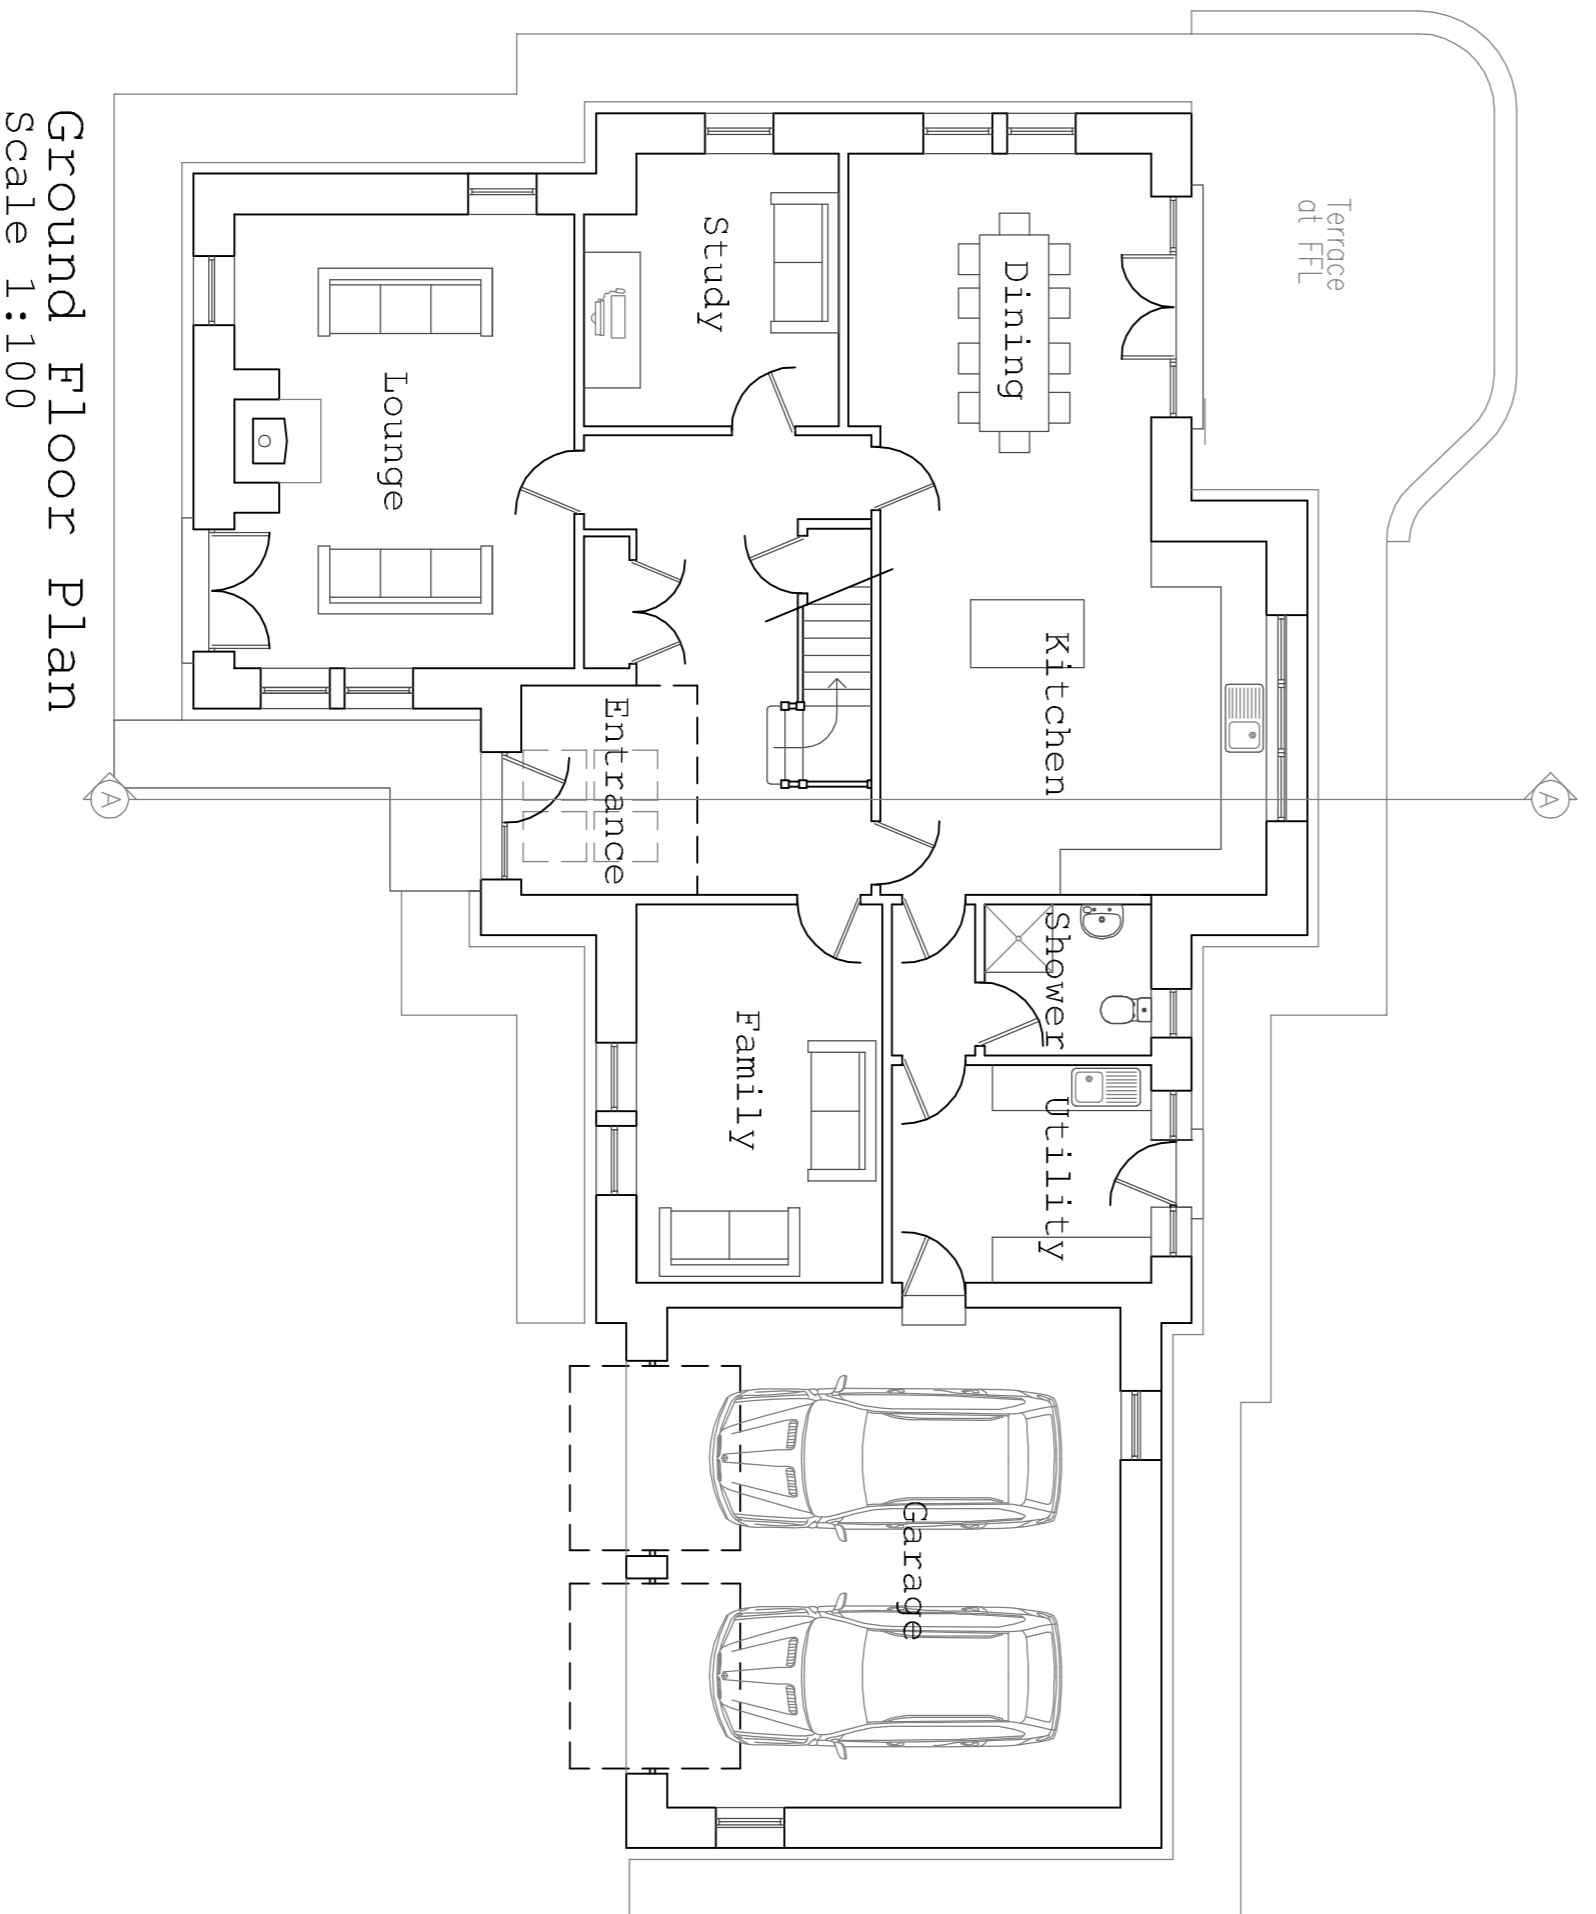 Terrace
at FFL
Dining
Kitchen
Shower
Utility
Study
Family
Garage
Entrance
Lounge
A
A
Ground Floor Plan
Scale 1:100